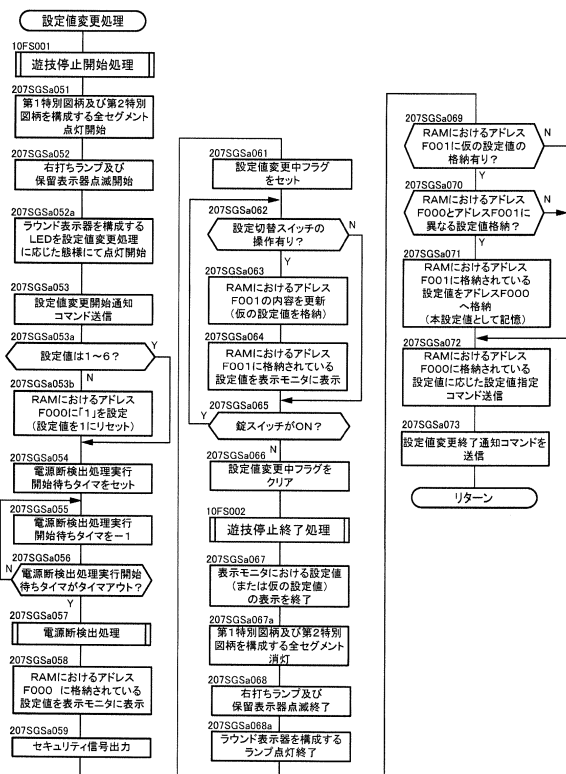 設定値変更処理
10FS001
遊技停止開始処理
207SGSa051
第1特別図柄及び第2特別
図柄を構成する全セグメント
点灯開始
207SGSa052
右打ちランプ及び
保留表示器点滅開始
207SGSa052a
ラウンド表示器を構成する
LEDを設定値変更処理
に応じた態様にて点灯開始
207SGSa053
設定値変更開始通知
コマンド送信
207SGSa053a
設定値は1～6?
Y
N
207SGSa053b
RAMにおけるアドレス
F000に「1」を設定
(設定値を1にリセット)
207SGSa054
電源断検出処理実行
開始待ちタイマをセット
207SGSa055
電源断検出処理実行
開始待ちタイマを−1
207SGSa056
N
電源断検出処理実行開始
待ちタイマがタイムアウト?
Y
207SGSa057
電源断検出処理
207SGSa058
RAMにおけるアドレス
F000 に格納されている
設定値を表示モニタに表示
207SGSa059
セキュリティ信号出力
207SGSa061
設定値変更中フラグ
をセット
207SGSa062
設定切替スイッチの
操作有り?
N
Y
207SGSa063
RAMにおけるアドレス
F001の内容を更新
(仮の設定値を格納)
207SGSa064
RAMにおけるアドレス
F001に格納されている
設定値を表示モニタに表示
207SGSa065
Y
錠スイッチがON?
N
207SGSa066
設定値変更中フラグを
クリア
10FS002
遊技停止終了処理
207SGSa067
表示モニタにおける設定値
(または仮の設定値)
の表示を終了
207SGSa067a
第1特別図柄及び第2特別
図柄を構成する全セグメント
消灯
207SGSa068
右打ちランプ及び
保留表示器点滅終了
207SGSa068a
ラウンド表示器を構成する
ランプ点灯終了
207SGSa069
RAMにおけるアドレス
F001に仮の設定値の
格納有り?
N
Y
207SGSa070
RAMにおけるアドレス
F000とアドレスF001に
異なる設定値格納?
N
Y
207SGSa071
RAMにおけるアドレス
F001に格納されている
設定値をアドレスF000
へ格納
(本設定値として記憶)
207SGSa072
RAMにおけるアドレス
F000に格納されている
設定値に応じた設定値指定
コマンド送信
207SGSa073
設定値変更終了通知コマンドを
送信
リターン